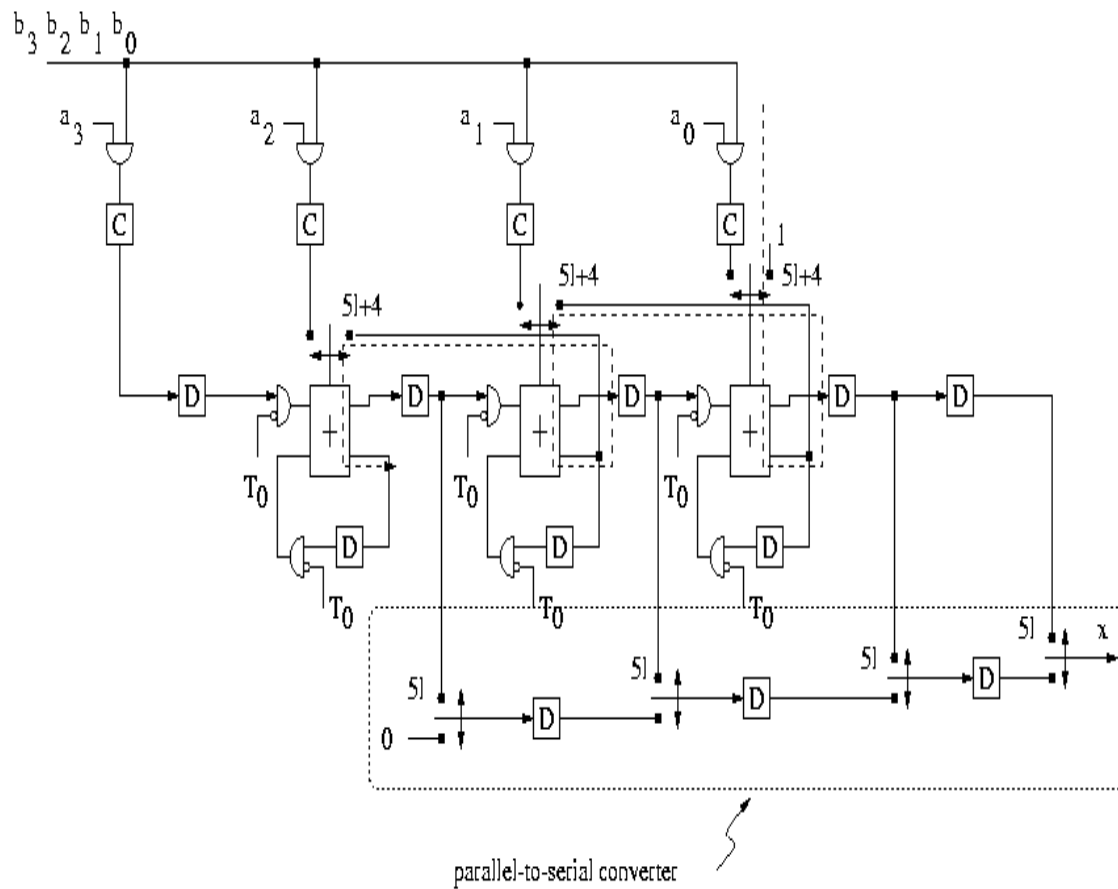 b3 b2 b1 b0
a3 a2 a1 a0
C C C C
1
5l+4 5l+4 5l+4
D D D D D
+ + +
T0 T0 T0
D D D
T0 T0 T0
5l 5l 5l 5l x
D D D
0
parallel-to-serial converter